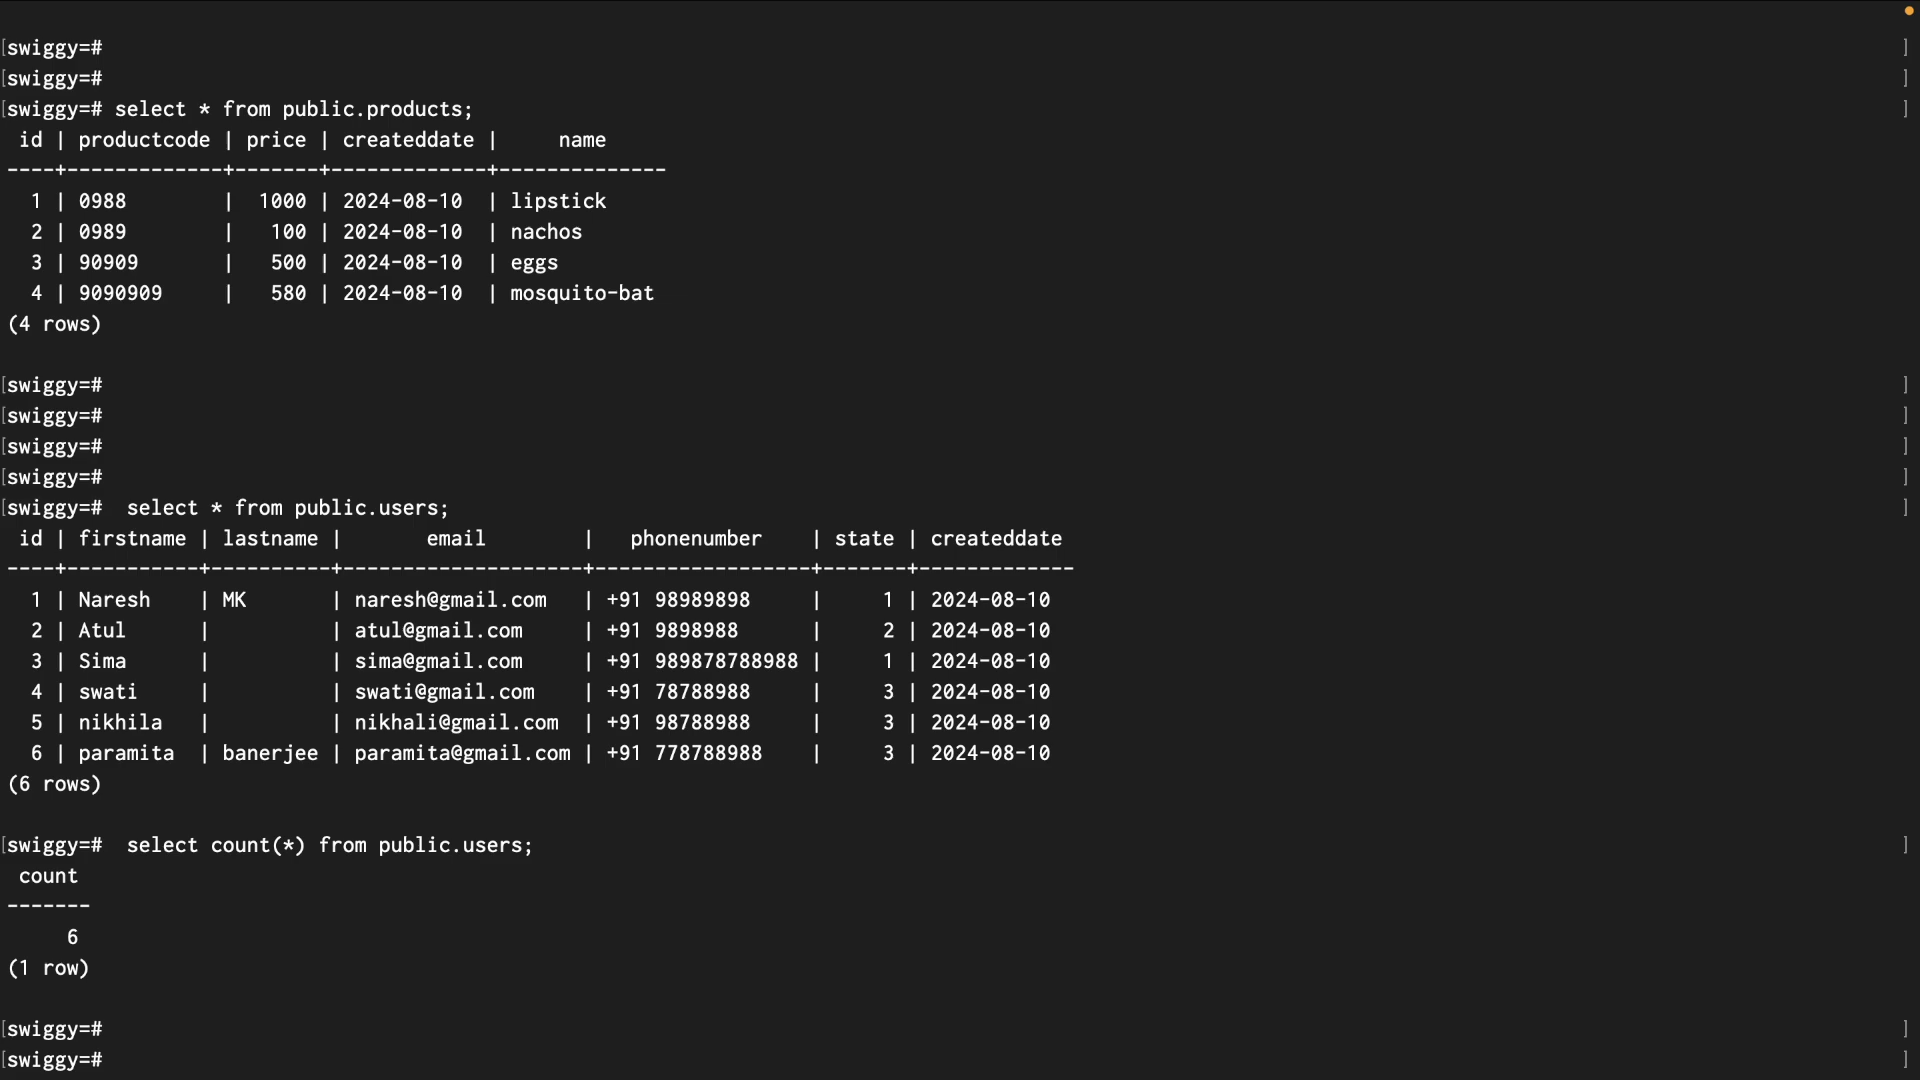 [swiggy=# ]
[swiggy=# ]
[swiggy=# select * from public.products; ]
 id | productcode | price | createddate |     name
----+-------------+-------+-------------+--------------
  1 | 0988        |  1000 | 2024-08-10  | lipstick
  2 | 0989        |   100 | 2024-08-10  | nachos
  3 | 90909       |   500 | 2024-08-10  | eggs
  4 | 9090909     |   580 | 2024-08-10  | mosquito-bat
(4 rows)
[swiggy=# ]
[swiggy=# ]
[swiggy=# ]
[swiggy=# ]
[swiggy=#  select * from public.users; ]
 id | firstname | lastname |       email        |   phonenumber    | state | createddate
----+-----------+----------+--------------------+------------------+-------+-------------
  1 | Naresh    | MK       | naresh@gmail.com   | +91 98989898     |     1 | 2024-08-10
  2 | Atul      |          | atul@gmail.com     | +91 9898988      |     2 | 2024-08-10
  3 | Sima      |          | sima@gmail.com     | +91 989878788988 |     1 | 2024-08-10
  4 | swati     |          | swati@gmail.com    | +91 78788988     |     3 | 2024-08-10
  5 | nikhila   |          | nikhali@gmail.com  | +91 98788988     |     3 | 2024-08-10
  6 | paramita  | banerjee | paramita@gmail.com | +91 778788988    |     3 | 2024-08-10
(6 rows)
[swiggy=#  select count(*) from public.users; ]
 count
-------
     6
(1 row)
[swiggy=# ]
[swiggy=# ]